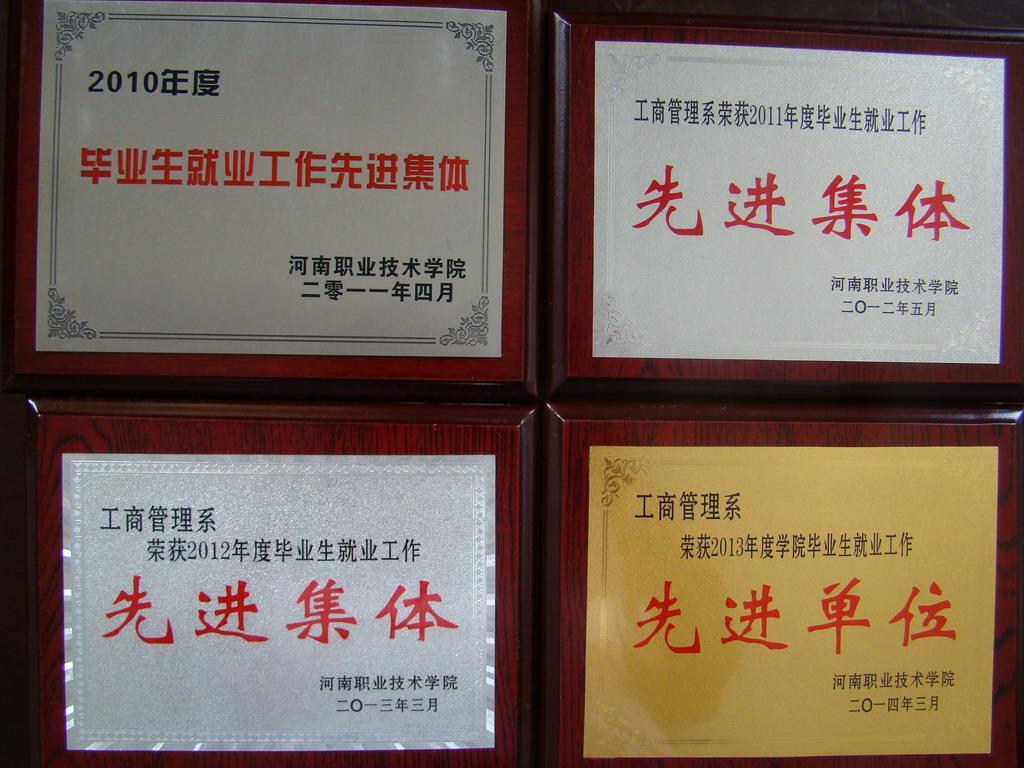 2010年度
毕业生就业工作先进集体
河南职业技术学院
二零一一年四月
工商管理系荣获2011年度毕业生就业工作
先进集体
河南职业技术学院
二〇一二年五月
工商管理系
荣获2012年度毕业生就业工作
先进集体
河南职业技术学院
二〇一三年三月
工商管理系
荣获2013年度学院毕业生就业工作
先进单位
河南职业技术学院
二〇一四年三月